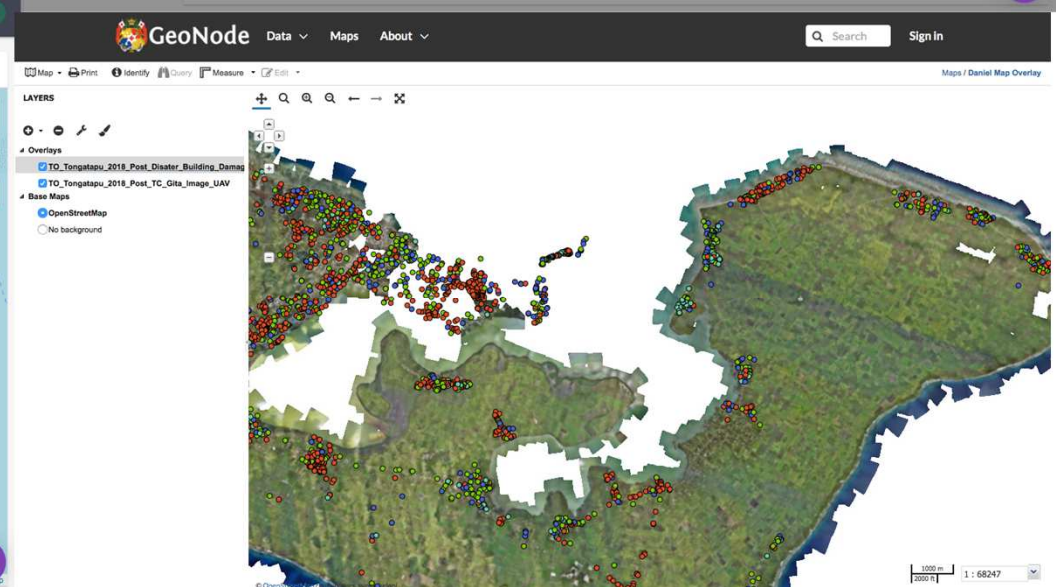 GeoNode Data Maps About Search Sign in
Map Print Identify Query Measure Edit Maps / Daniel Map Overlay
LAYERS
Overlays
TO_Tongatapu_2018_Post_Disater_Building_Damag
TO_Tongatapu_2018_Post_TC_Gita_Image_UAV
Base Maps
OpenStreetMap
No background
1000 m
2000 ft
1 : 68247